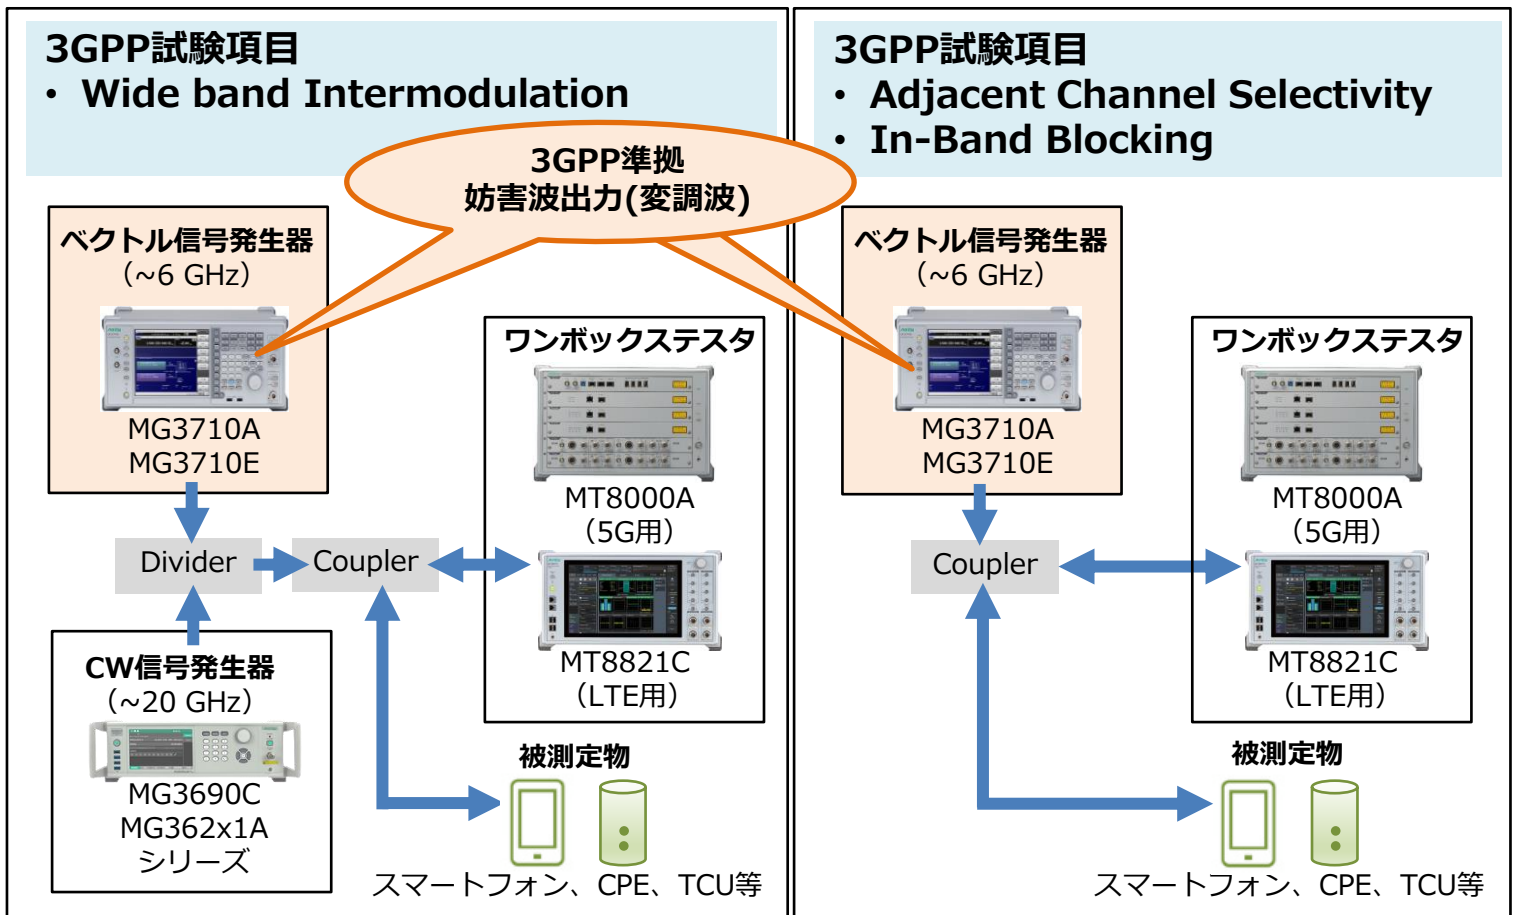 3GPP試験項目
• Wide band Intermodulation
3GPP準拠
妨害波出力(変調波)
ベクトル信号発生器
（~6 GHz）
MG3710A
MG3710E
Divider
Coupler
CW信号発生器
（~20 GHz）
MG3690C
MG362x1A
シリーズ
ワンボックステスタ
MT8000A
（5G用）
MT8821C
（LTE用）
被測定物
スマートフォン、CPE、TCU等
3GPP試験項目
• Adjacent Channel Selectivity
• In-Band Blocking
ベクトル信号発生器
（~6 GHz）
MG3710A
MG3710E
Coupler
ワンボックステスタ
MT8000A
（5G用）
MT8821C
（LTE用）
被測定物
スマートフォン、CPE、TCU等